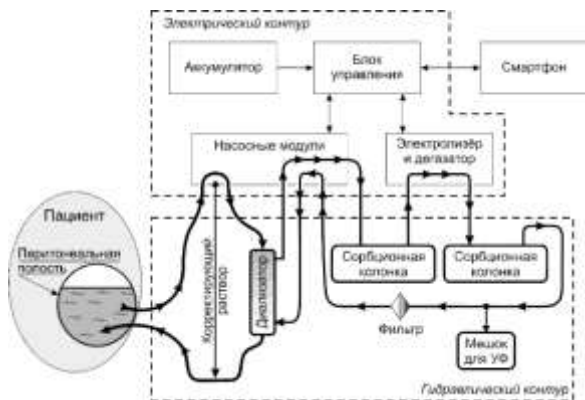 Электрический контур
Аккумулятор
Блок
управления
Смартфон
Насосные модули
Электролизёр
и дегазатор
Пациент
Перитонеальная
полость
Корректирующий
раствор
Диализатор
Сорбционная
колонка
Сорбционная
колонка
Фильтр
Мешок
для УФ
Гидравлический контур